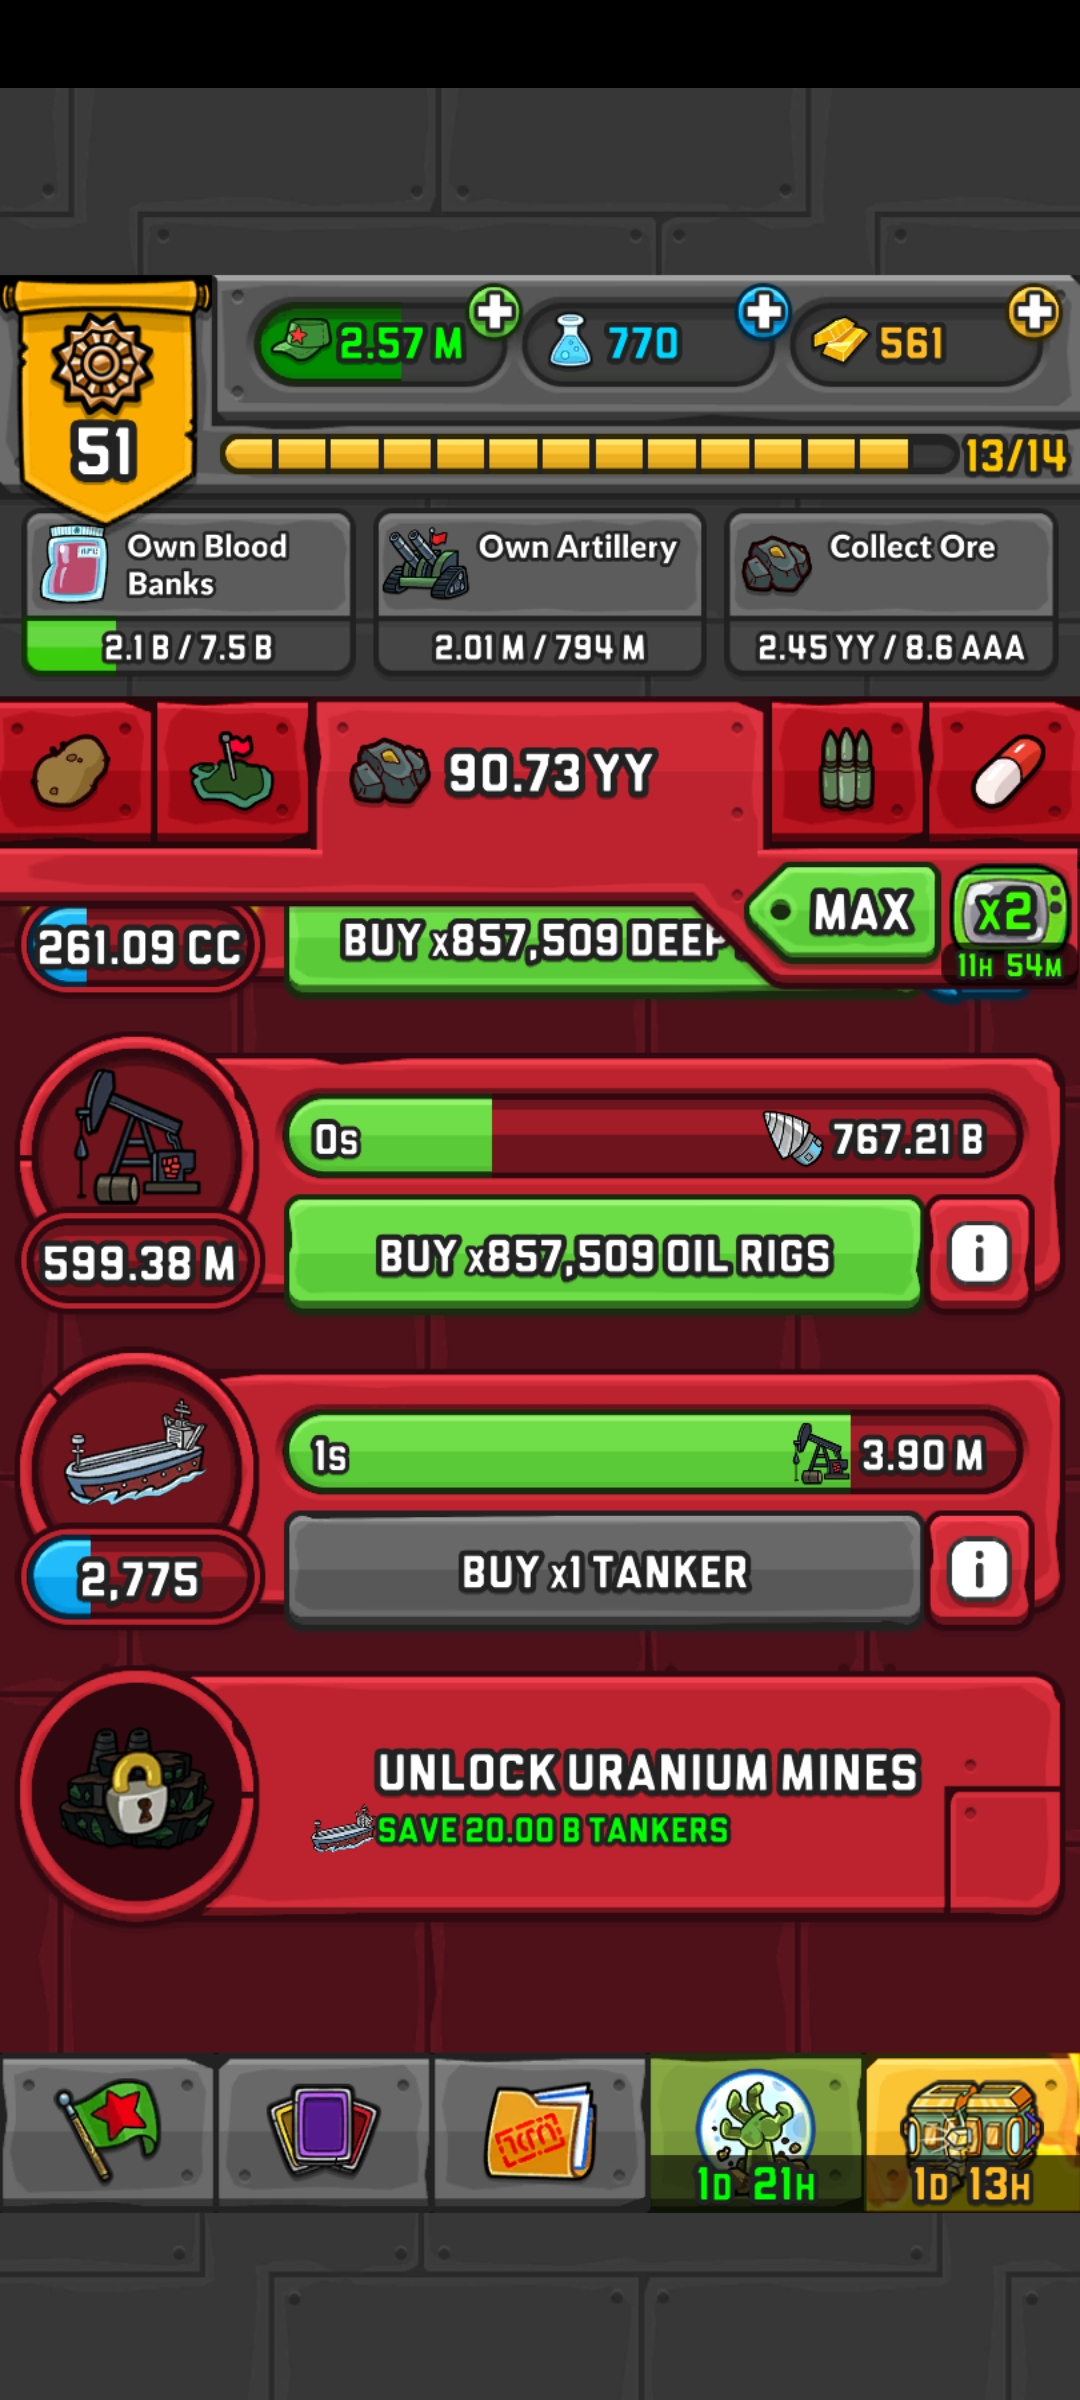 2.57 M
770
561
51
13/14
Own Blood
Banks
2.1 B / 7.5 B
Own Artillery
2.01 M / 794 M
Collect Ore
2.45 YY / 8.6 AAA
90.73 YY
MAX
x2
11H 54M
261.09 CC
BUY x857,509 DEEP
0s
767.21 B
599.38 M
BUY x857,509 OIL RIGS
i
1s
3.90 M
2,775
BUY x1 TANKER
i
UNLOCK URANIUM MINES
SAVE 20.00 B TANKERS
1D 21H
1D 13H